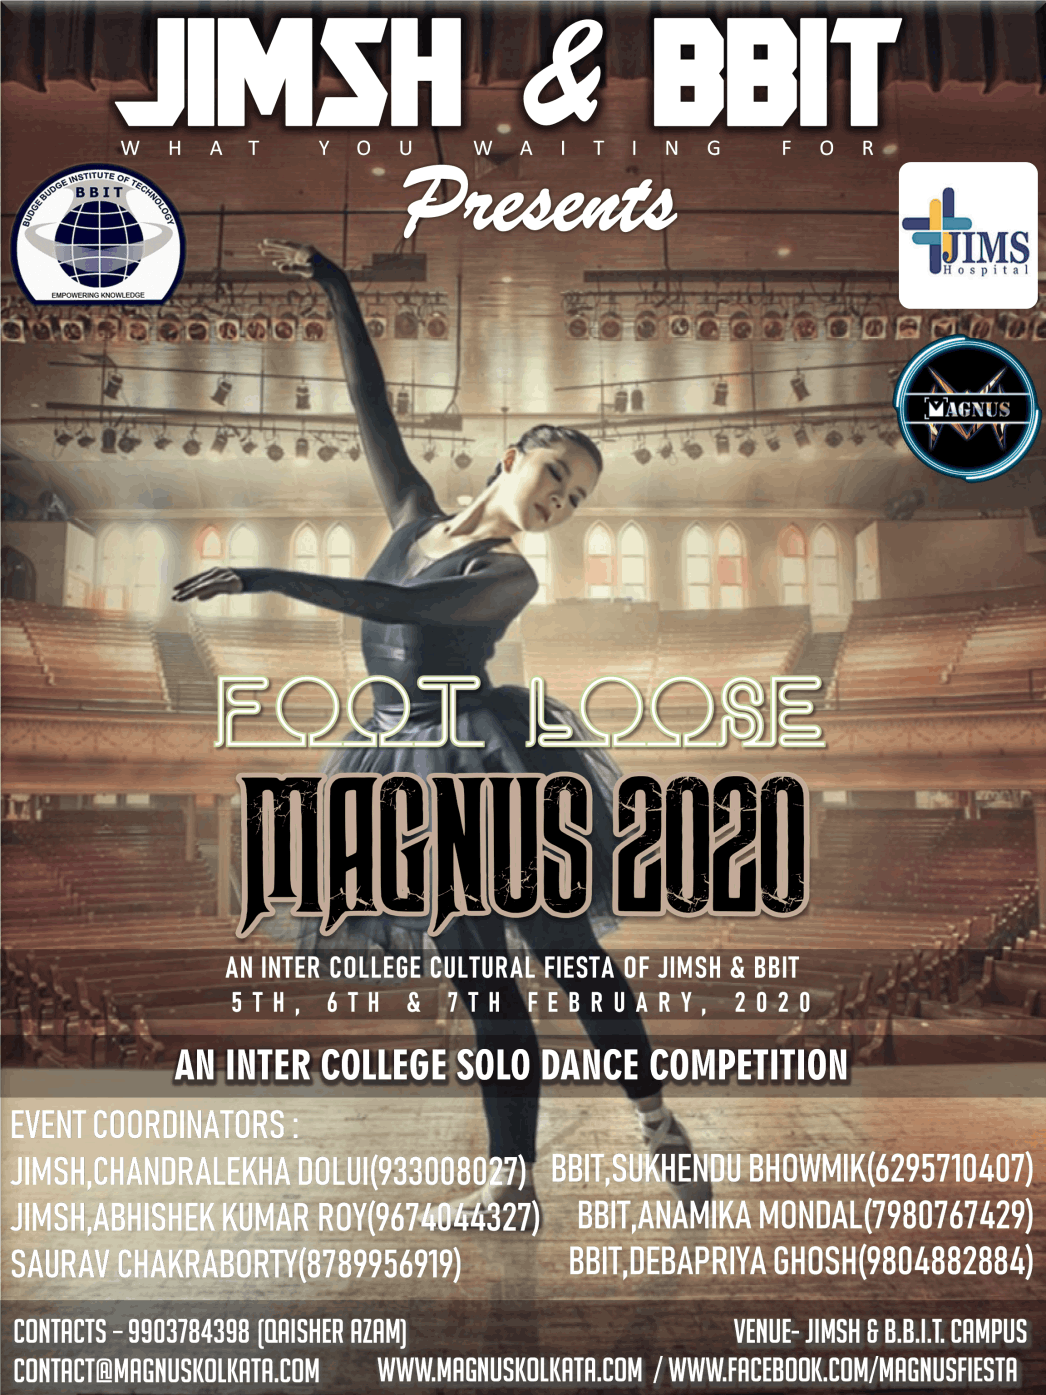 JIMSH & BBIT
WHAT YOU WAITING FOR
Presents
BUDGE BUDGE INSTITUTE OF TECHNOLOGY
BBIT
EMPOWERING KNOWLEDGE
JIMS
Hospital
MAGNUS
FOOT LOOSE
MAGNUS 2020
AN INTER COLLEGE CULTURAL FIESTA OF JIMSH & BBIT
5TH, 6TH & 7TH FEBRUARY, 2020
AN INTER COLLEGE SOLO DANCE COMPETITION
EVENT COORDINATORS :
JIMSH,CHANDRALEKHA DOLUI(933008027)
JIMSH,ABHISHEK KUMAR ROY(9674044327)
SAURAV CHAKRABORTY(8789956919)
BBIT,SUKHENDU BHOWMIK(6295710407)
BBIT,ANAMIKA MONDAL(7980767429)
BBIT,DEBAPRIYA GHOSH(9804882884)
CONTACTS - 9903784398 (QAISHER AZAM)
VENUE- JIMSH & B.B.I.T. CAMPUS
CONTACT@MAGNUSKOLKATA.COM
WWW.MAGNUSKOLKATA.COM / WWW.FACEBOOK.COM/MAGNUSFIESTA